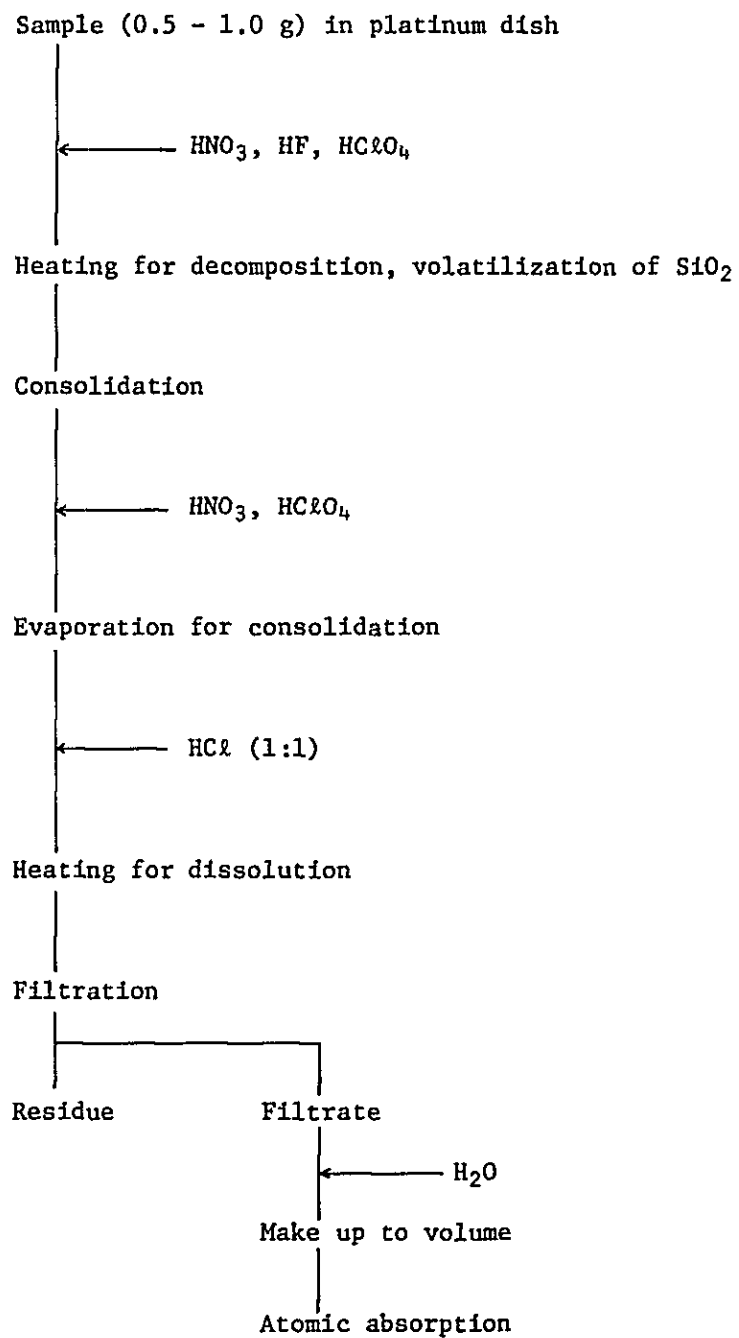 Sample (0.5 - 1.0 g) in platinum dish
HNO₃, HF, HCℓO₄
Heating for decomposition, volatilization of SiO₂
Consolidation
HNO₃, HCℓO₄
Evaporation for consolidation
HCℓ (1:1)
Heating for dissolution
Filtration
Residue Filtrate
H₂O
Make up to volume
Atomic absorption